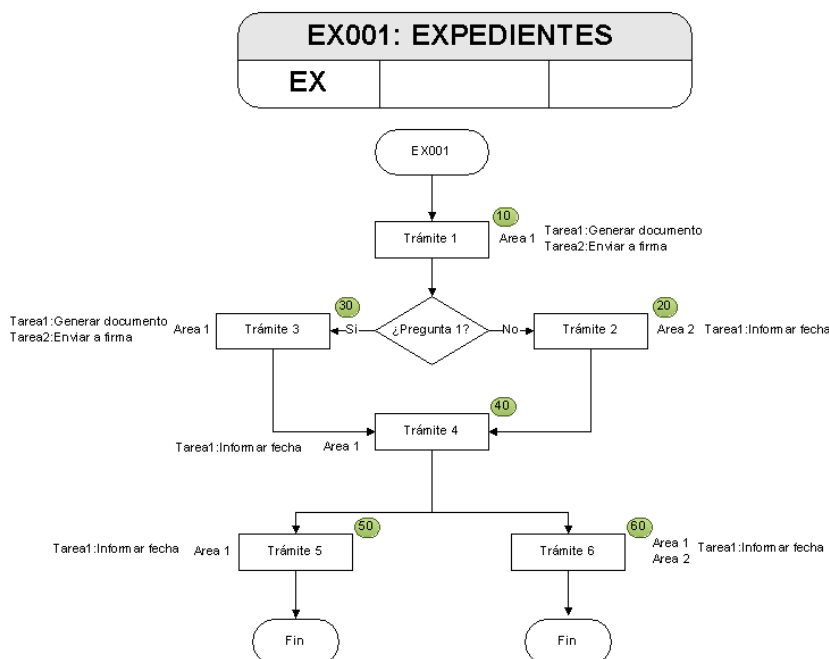 EX001: EXPEDIENTES
EX
EX001
10
Trámite 1
Area 1
Tarea1:Generar documento
Tarea2:Enviar a firma
¿Pregunta 1?
Si
No
30
Trámite 3
Area 1
Tarea1:Generar documento
Tarea2:Enviar a firma
20
Trámite 2
Area 2
Tarea1:Informar fecha
40
Trámite 4
Area 1
Tarea1:Informar fecha
50
Trámite 5
Area 1
Tarea1:Informar fecha
60
Trámite 6
Area 1
Area 2
Tarea1:Informar fecha
Fin
Fin